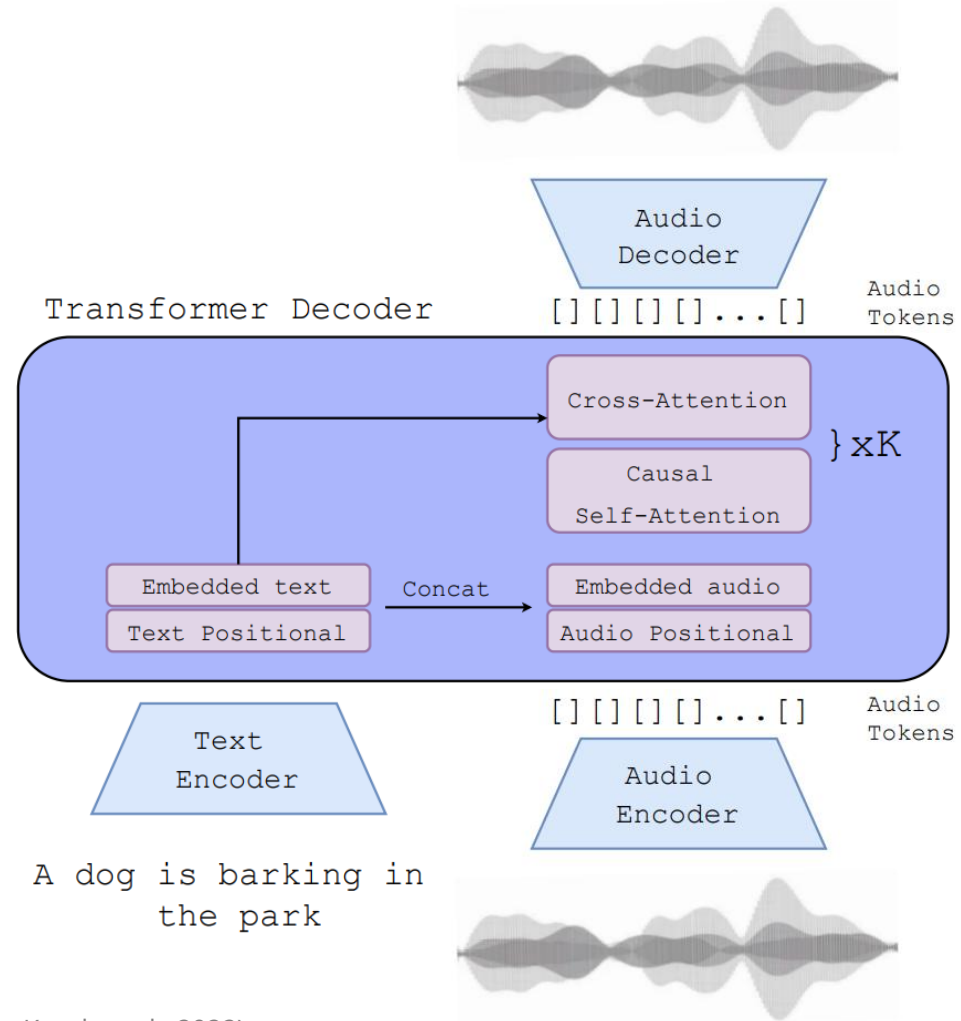 Audio
Decoder
Transformer Decoder
[][][][]...[]
Audio
Tokens
Cross-Attention
}xK
Causal
Self-Attention
Embedded text
Concat
Embedded audio
Text Positional
Audio Positional
[][][][]...[]
Audio
Tokens
Text
Encoder
Audio
Encoder
A dog is barking in
the park